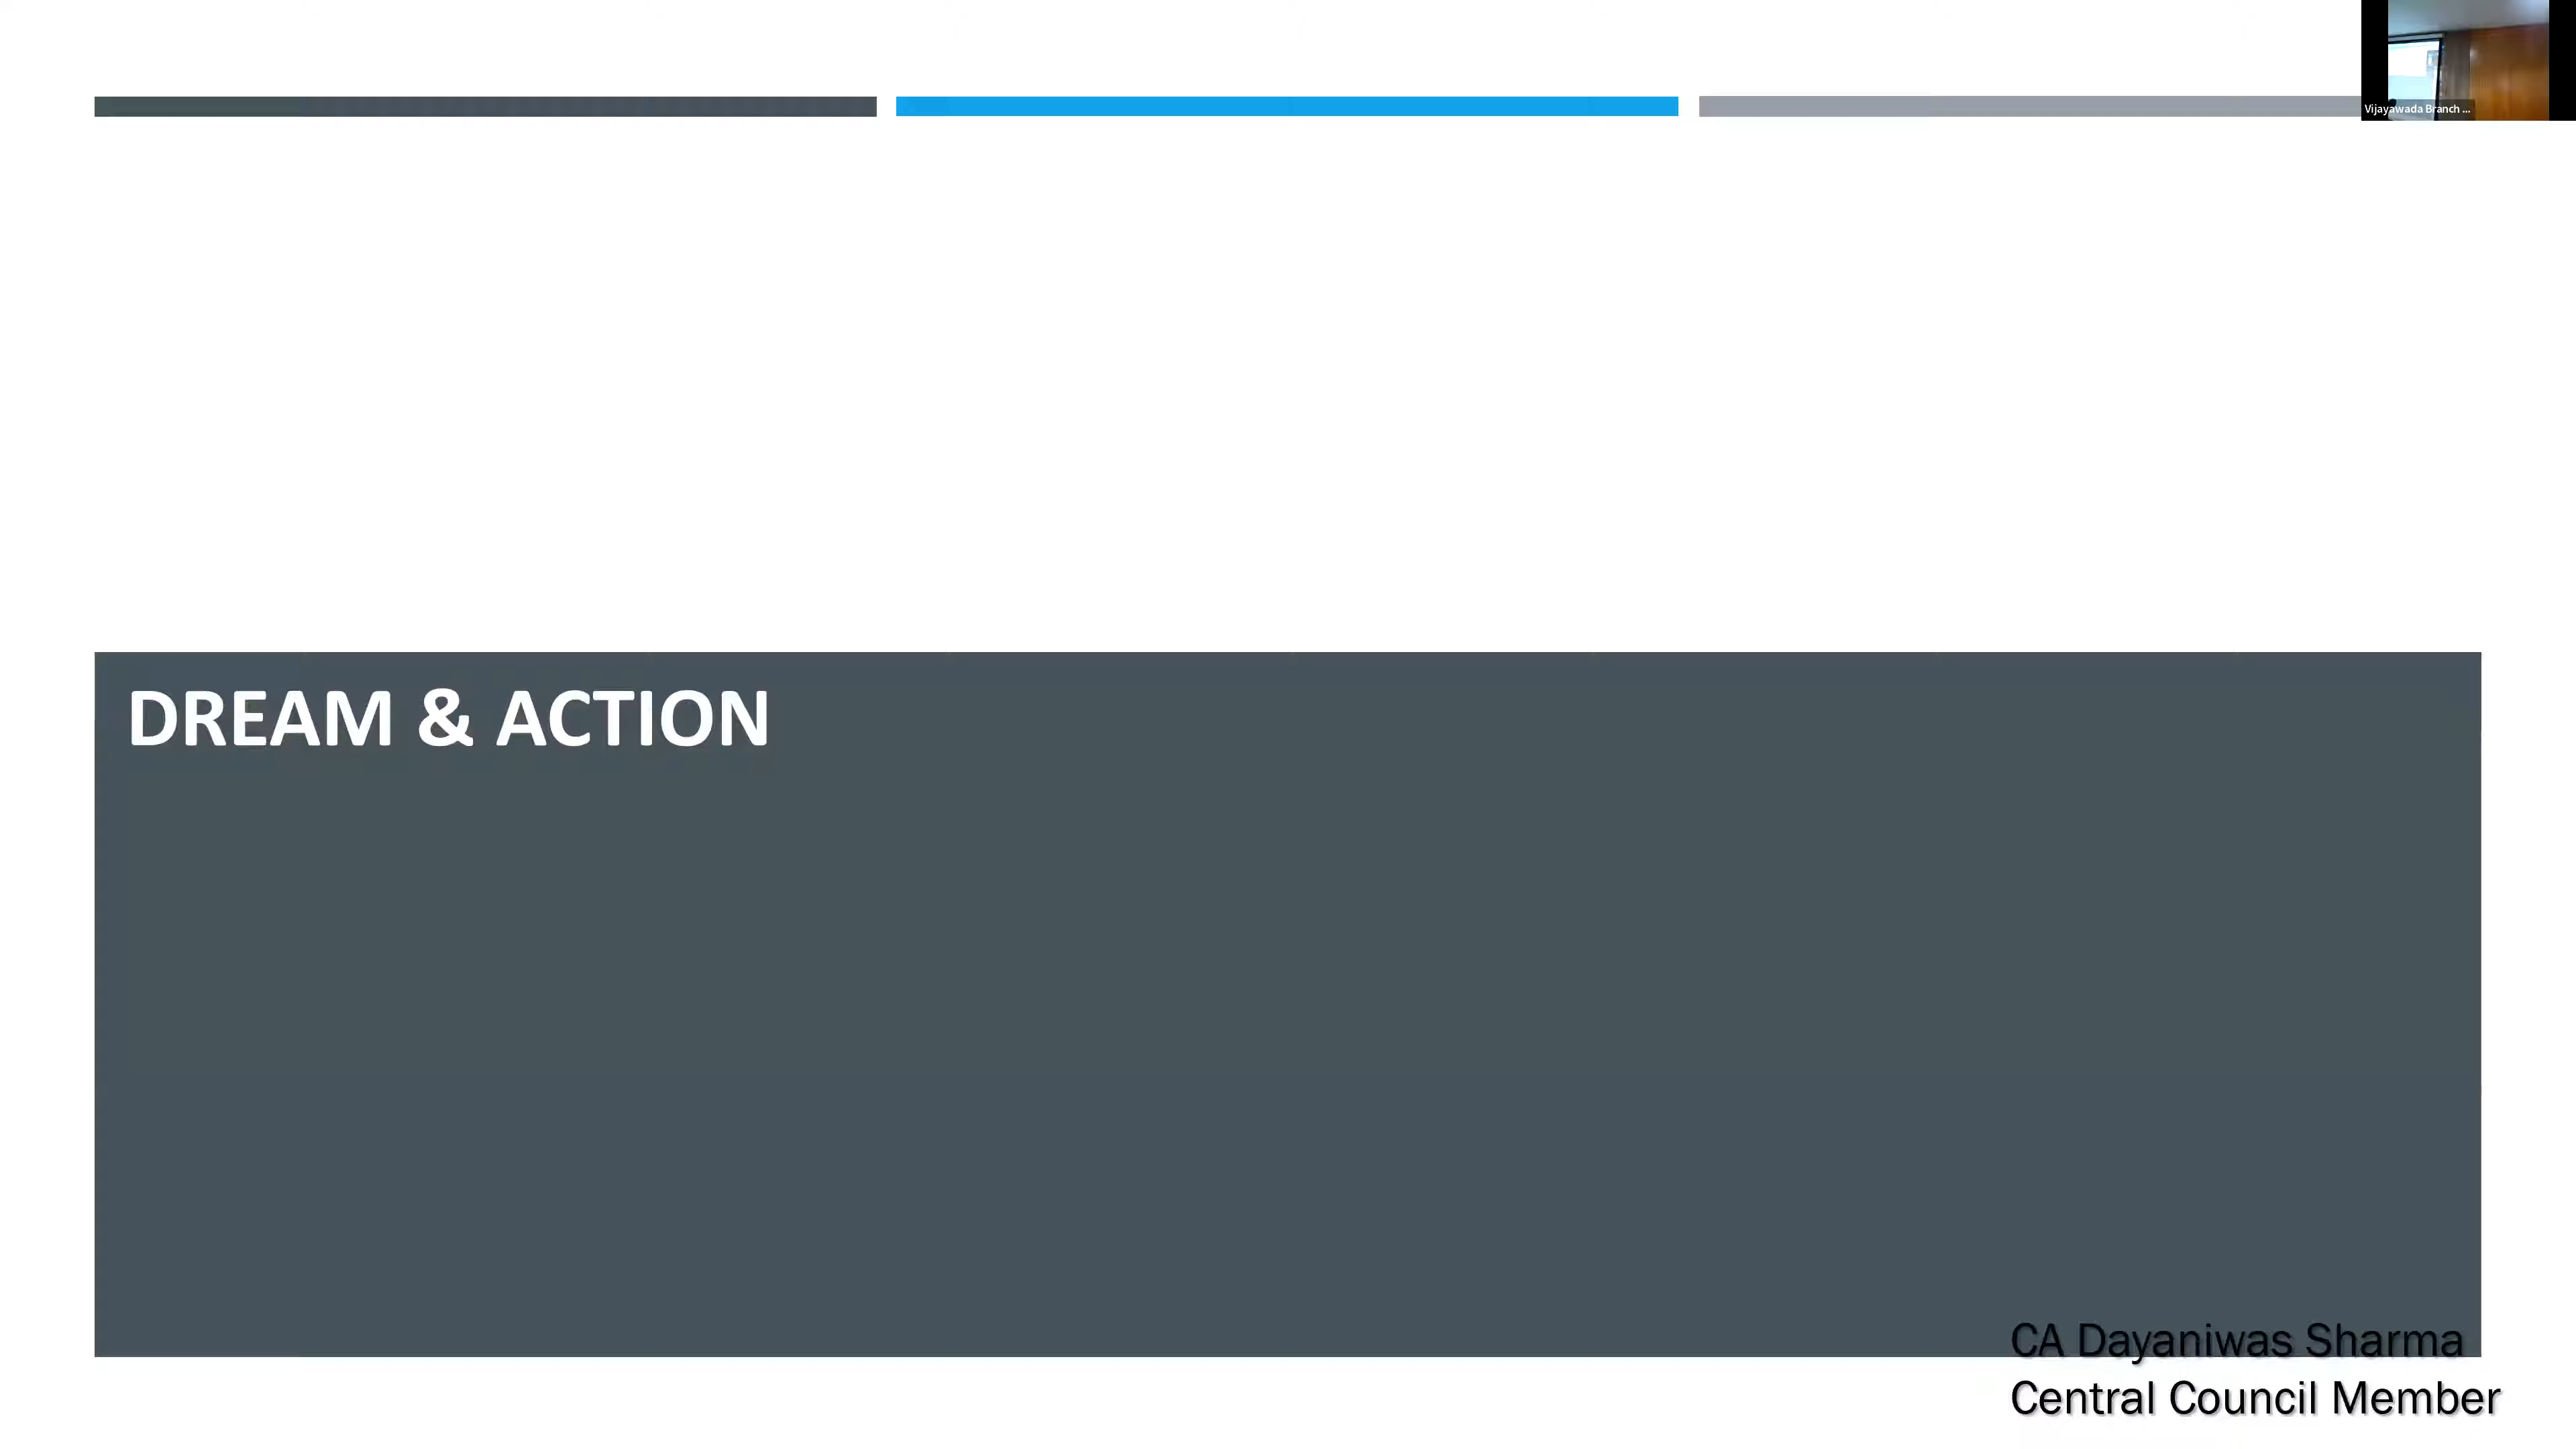 Vijayawada Branch ...
DREAM & ACTION
CA Dayaniwas Sharma
Central Council Member